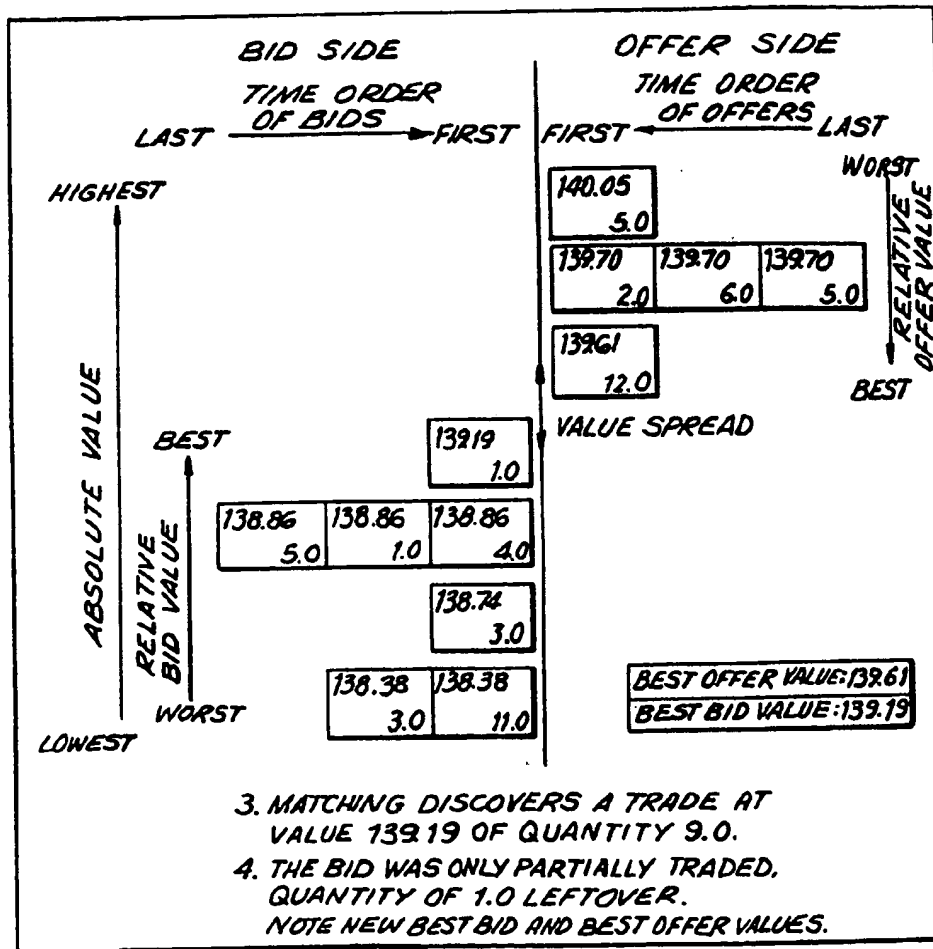 BID SIDE
OFFER SIDE
TIME ORDER
OF BIDS
LAST
FIRST
TIME ORDER
OF OFFERS
FIRST
LAST
HIGHEST
ABSOLUTE VALUE
LOWEST
BEST
RELATIVE
BID VALUE
WORST
WORST
RELATIVE
OFFER VALUE
BEST
140.05
5.0
139.70 139.70 139.70
2.0 6.0 5.0
139.61
12.0
VALUE SPREAD
139.19
1.0
138.86 138.86 138.86
5.0 1.0 4.0
138.74
3.0
138.38 138.38
3.0 11.0
BEST OFFER VALUE:139.61
BEST BID VALUE:139.19
3. MATCHING DISCOVERS A TRADE AT
VALUE 139.19 OF QUANTITY 9.0.
4. THE BID WAS ONLY PARTIALLY TRADED,
QUANTITY OF 1.0 LEFTOVER.
NOTE NEW BEST BID AND BEST OFFER VALUES.